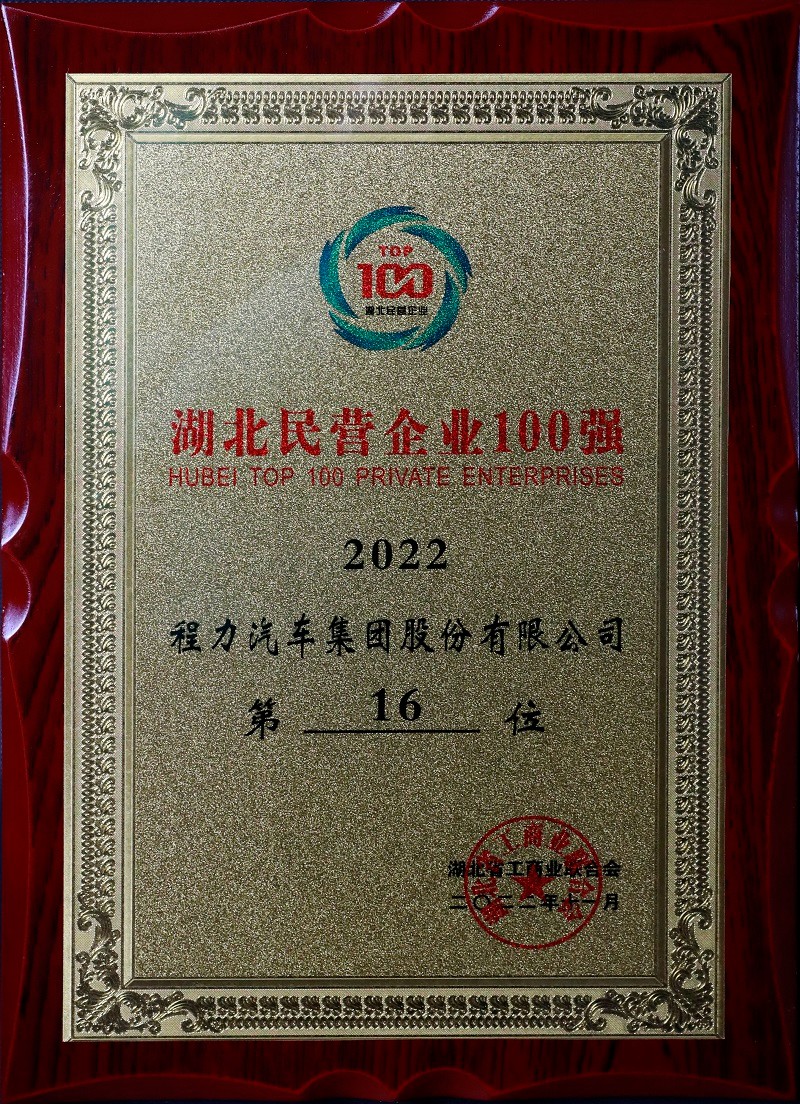 TOP
100
湖北民营企业
湖北民营企业100强
HUBEI TOP 100 PRIVATE ENTERPRISES
2022
程力汽车集团股份有限公司
第 16 位
湖北省工商业联合会
二〇二二年十一月